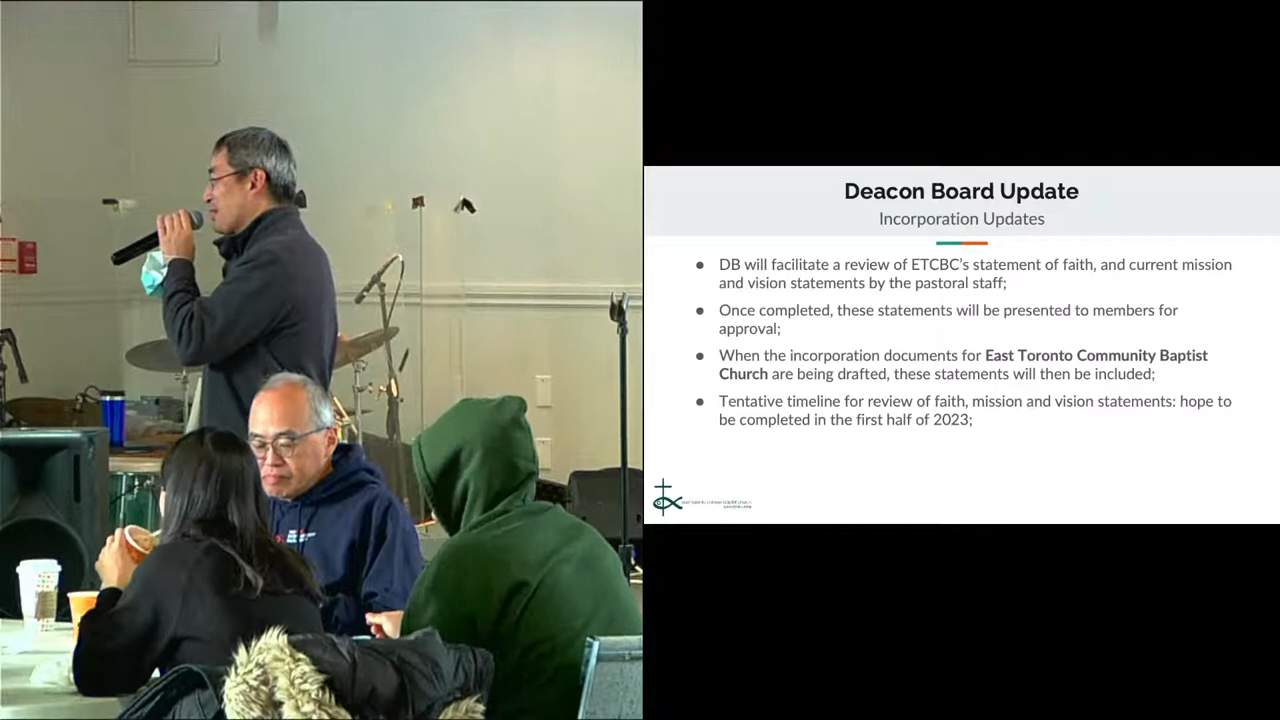 Deacon Board Update
Incorporation Updates
● DB will facilitate a review of ETCBC's statement of faith, and current mission
and vision statements by the pastoral staff;
● Once completed, these statements will be presented to members for
approval;
● When the incorporation documents for East Toronto Community Baptist
Church are being drafted, these statements will then be included;
● Tentative timeline for review of faith, mission and vision statements: hope to
be completed in the first half of 2023;